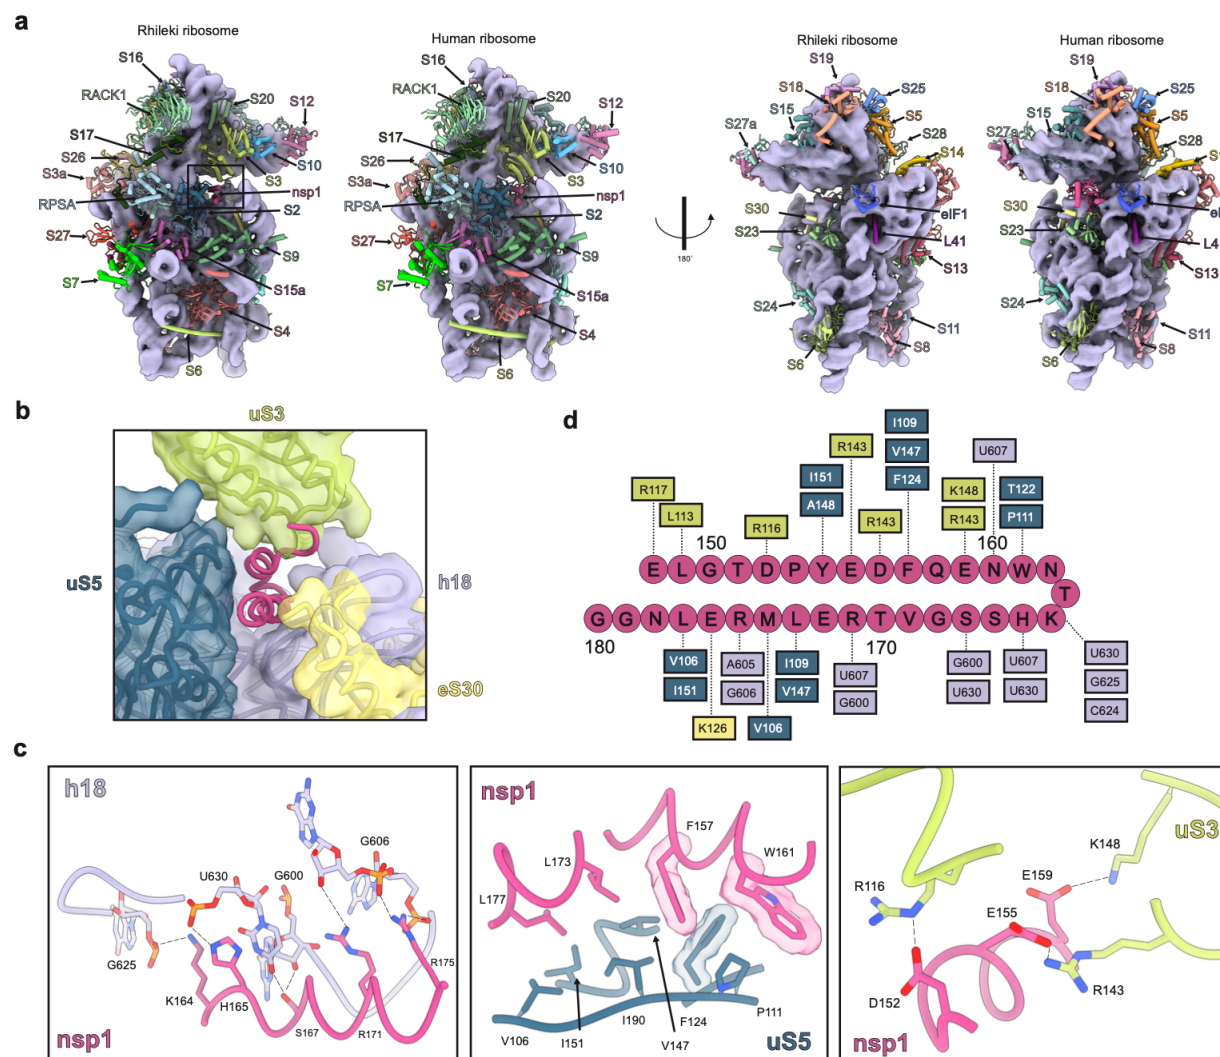 a
Rhileki ribosome
Human ribosome
Rhileki ribosome
Human ribosome
S16
RACK1
S20
S12
S17
S26
S3a
S10
S3
RPSA
nsp1
S2
S27
S9
S7
S15a
S4
S6
S16
RACK1
S20
S12
S17
S26
S3a
S10
S3
RPSA
nsp1
S2
S27
S9
S7
S15a
S4
S6
180°
S19
S18
S25
S15
S5
S27a
S28
S14
S30
eIF1
S23
L41
S13
S24
S11
S8
S6
S19
S18
S25
S15
S5
S27a
S28
S30
S23
S13
S24
S11
S8
S6
b
uS3
uS5
h18
eS30
d
I109
R143
V147
U607
I151
F124
K148
T122
R117
A148
L113
R116
R143
R143
P111
150
160
E L G T D P Y E D F Q E N W N
T
G G N L E R M L E R T V G S S H K
180
170
V106
A605
I109
U607
G600
U607
U630
I151
G606
V147
G600
U630
U630
G625
K126
V106
C624
c
h18
U630
G600
G606
G625
K164
H165
S167
R171
R175
nsp1
nsp1
F157
W161
L173
L177
V106
I151
I190
F124
V147
P111
uS5
uS3
K148
R116
E159
E155
D152
R143
nsp1